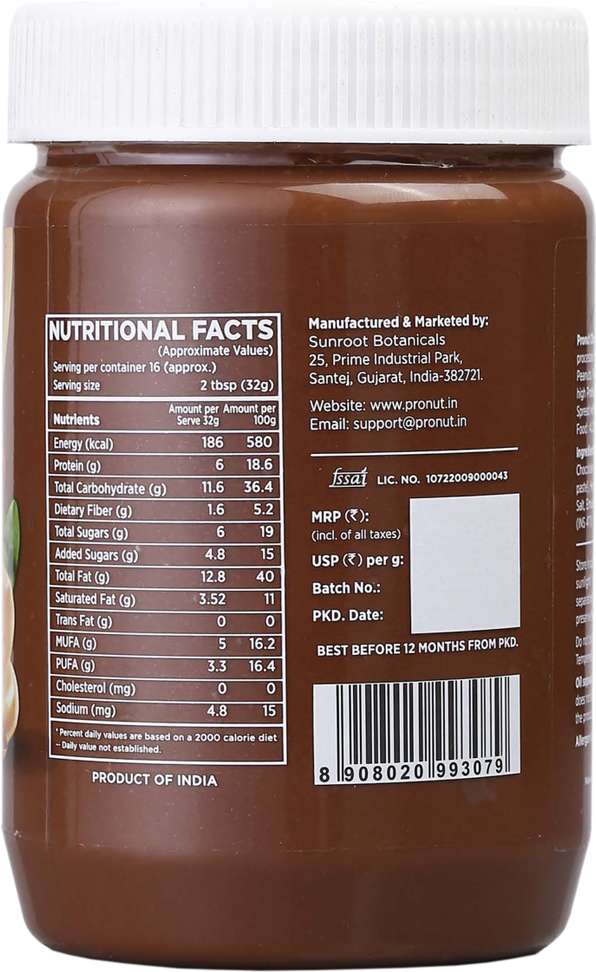 NUTRITIONAL FACTS
(Approximate Values)
Serving per container 16 (approx.)
Serving size 2 tbsp (32g)
Nutrients Amount per Serve 32g Amount per 100g
Energy (kcal) 186 580
Protein (g) 6 18.6
Total Carbohydrate (g) 11.6 36.4
Dietary Fiber (g) 1.6 5.2
Total Sugars (g) 6 19
Added Sugars (g) 4.8 15
Total Fat (g) 12.8 40
Saturated Fat (g) 3.52 11
Trans Fat (g) 0 0
MUFA (g) 5 16.2
PUFA (g) 3.3 16.4
Cholesterol (mg) 0 0
Sodium (mg) 4.8 15
* Percent daily values are based on a 2000 calorie diet
-- Daily value not established.
PRODUCT OF INDIA
Manufactured & Marketed by:
Sunroot Botanicals
25, Prime Industrial Park,
Santej, Gujarat, India-382721.
Website: www.pronut.in
Email: support@pronut.in
fssai LIC. NO. 10722009000043
MRP (₹):
(incl. of all taxes)
USP (₹) per g:
Batch No.:
PKD. Date:
BEST BEFORE 12 MONTHS FROM PKD.
8 908020 993079